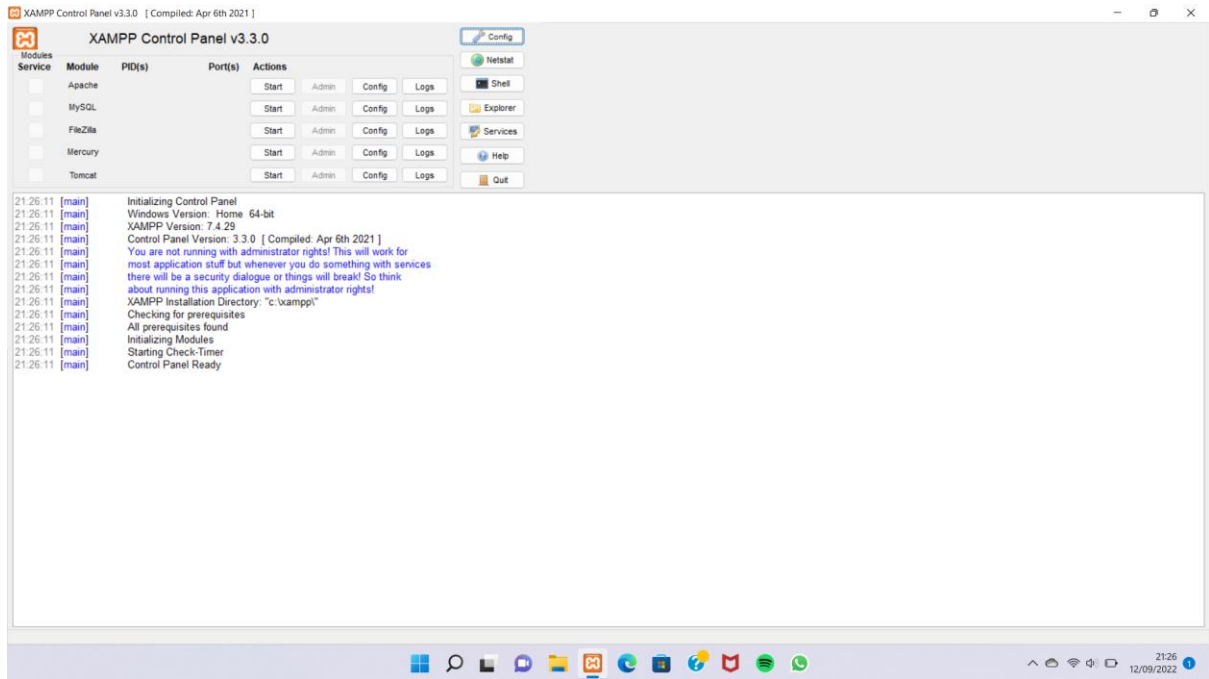 XAMPP Control Panel v3.3.0 [ Compiled: Apr 6th 2021 ]
XAMPP Control Panel v3.3.0
Config
Modules
Service Module PID(s) Port(s) Actions
Netstat
Apache Start Admin Config Logs
Shell
MySQL Start Admin Config Logs
Explorer
FileZilla Start Admin Config Logs
Services
Mercury Start Admin Config Logs
Help
Tomcat Start Admin Config Logs
Quit
21:26:11 [main] Initializing Control Panel
21:26:11 [main] Windows Version: Home 64-bit
21:26:11 [main] XAMPP Version: 7.4.29
21:26:11 [main] Control Panel Version: 3.3.0 [ Compiled: Apr 6th 2021 ]
21:26:11 [main] You are not running with administrator rights! This will work for
21:26:11 [main] most application stuff but whenever you do something with services
21:26:11 [main] there will be a security dialogue or things will break! So think
21:26:11 [main] about running this application with administrator rights!
21:26:11 [main] XAMPP Installation Directory: "c:\xampp\"
21:26:11 [main] Checking for prerequisites
21:26:11 [main] All prerequisites found
21:26:11 [main] Initializing Modules
21:26:11 [main] Starting Check-Timer
21:26:11 [main] Control Panel Ready
21:26
12/09/2022 1